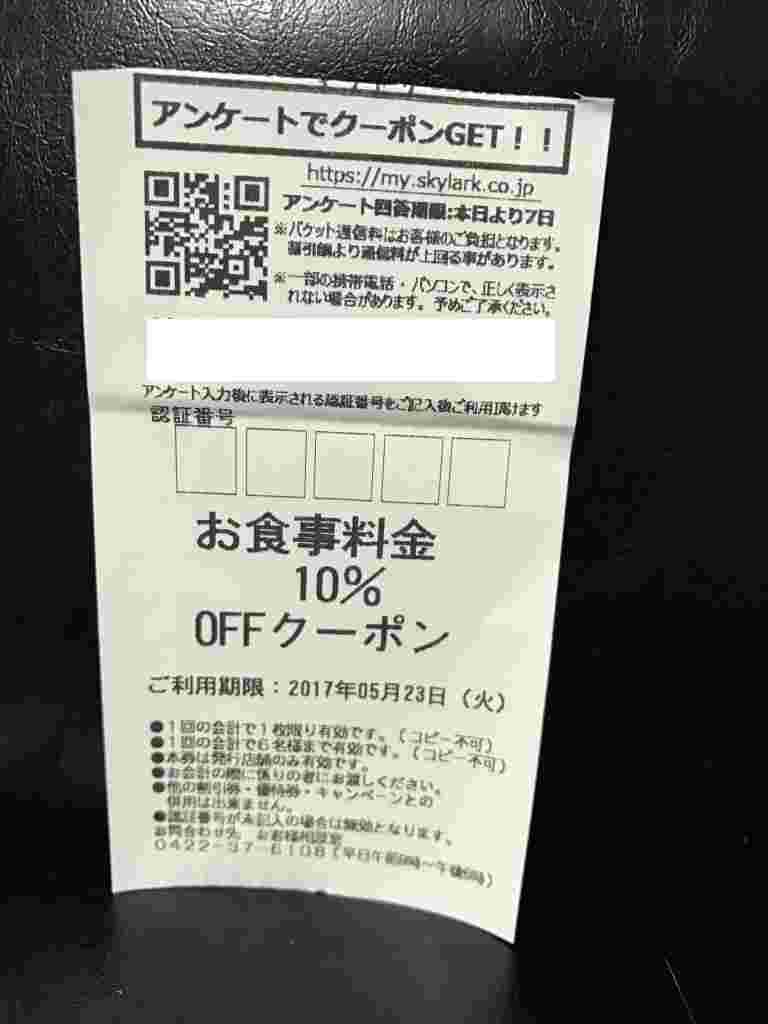 アンケートでクーポンGET！！
https://my.skylark.co.jp
アンケート回答期限:本日より7日
※パケット通信料はお客様のご負担となります。
割引額より通信料が上回る事があります。
※一部の携帯電話・パソコンで、正しく表示さ
れない場合があります。予めご了承ください。
アンケート入力後に表示される認証番号をご記入後ご利用頂けます
認証番号
お食事料金
10%
OFFクーポン
ご利用期限：2017年05月23日（火）
●1回の会計で1枚限り有効です。(コピー不可)
●1回の会計で6名様まで有効です。(コピー不可)
●本券は発行店舗のみ有効です。
●お会計の際に係りの者にお渡しください。
●他の割引券・優待券・キャンペーンとの
併用は出来ません。
●認証番号が未記入の場合は無効となります。
お問合わせ先 お客様相談室
0422-37-6108(平日午前9時～午後6時)